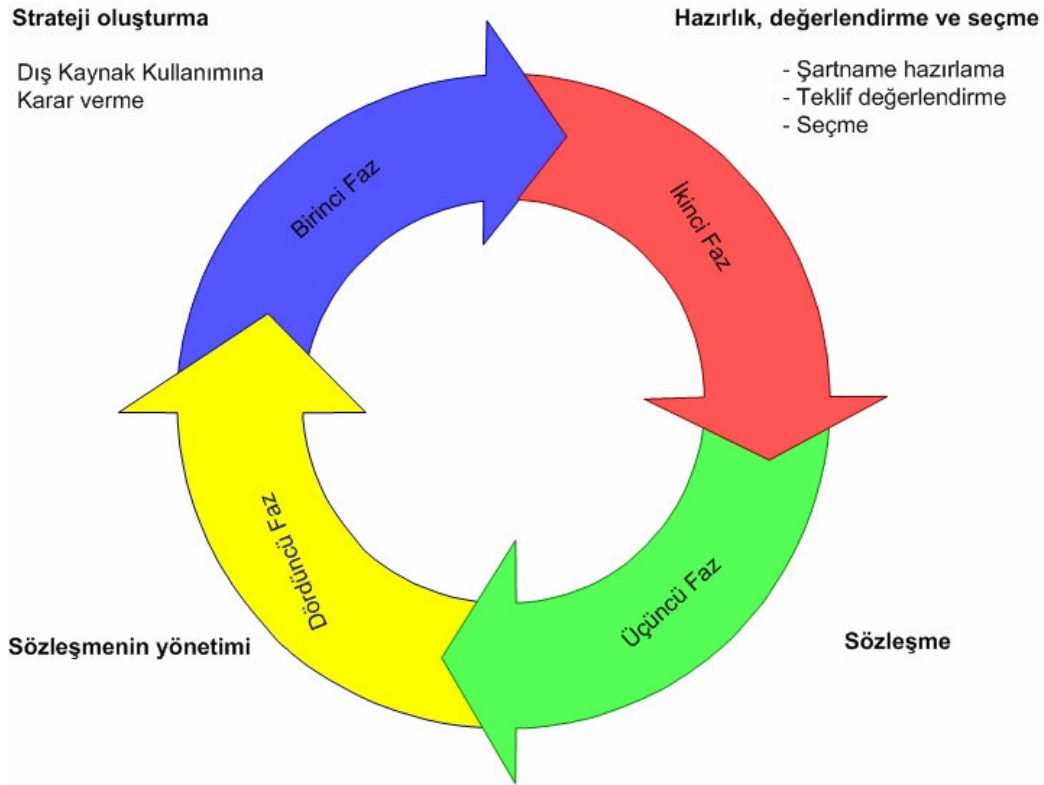 Strateji oluşturma
Dış Kaynak Kullanımına
Karar verme
Hazırlık, değerlendirme ve seçme
- Şartname hazırlama
- Teklif değerlendirme
- Seçme
Birinci Faz
İkinci Faz
Üçüncü Faz
Dördüncü Faz
Sözleşme
Sözleşmenin yönetimi